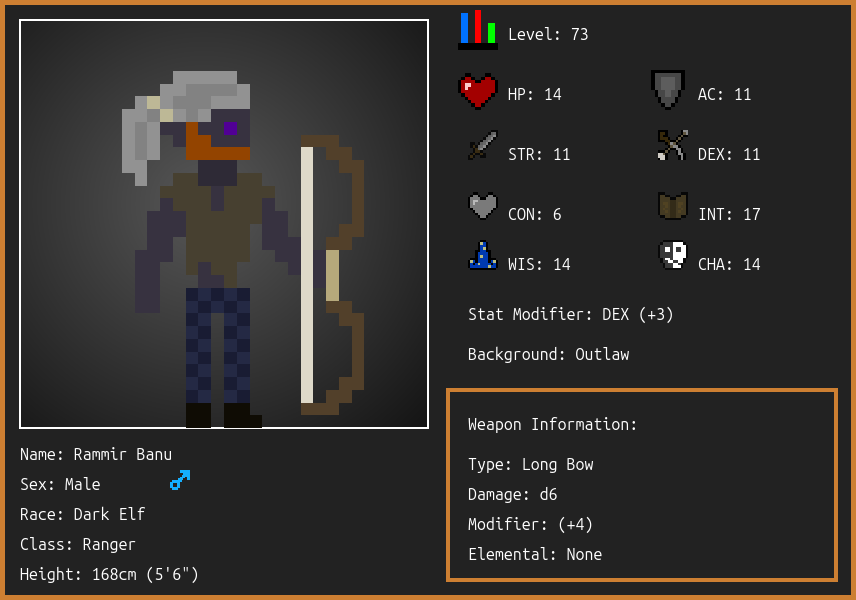 Level: 73
HP: 14
AC: 11
STR: 11
DEX: 11
CON: 6
INT: 17
WIS: 14
CHA: 14
Stat Modifier: DEX (+3)
Background: Outlaw
Weapon Information:
Type: Long Bow
Damage: d6
Modifier: (+4)
Elemental: None
Name: Rammir Banu
Sex: Male
Race: Dark Elf
Class: Ranger
Height: 168cm (5'6")